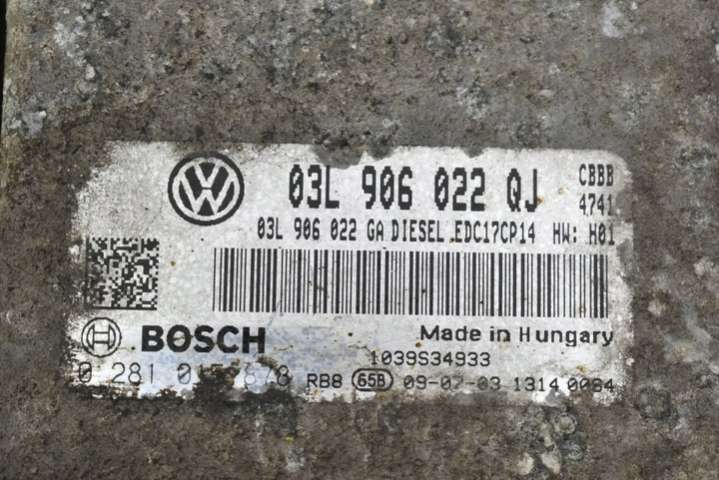 03L 906 022 QJ CBBB
4741
03L 906 022 GA DIESEL EDC17CP14 HW: H01
BOSCH Made in Hungary
1039S34933
0 281 RB8 65B 09-07-03 1314 0084